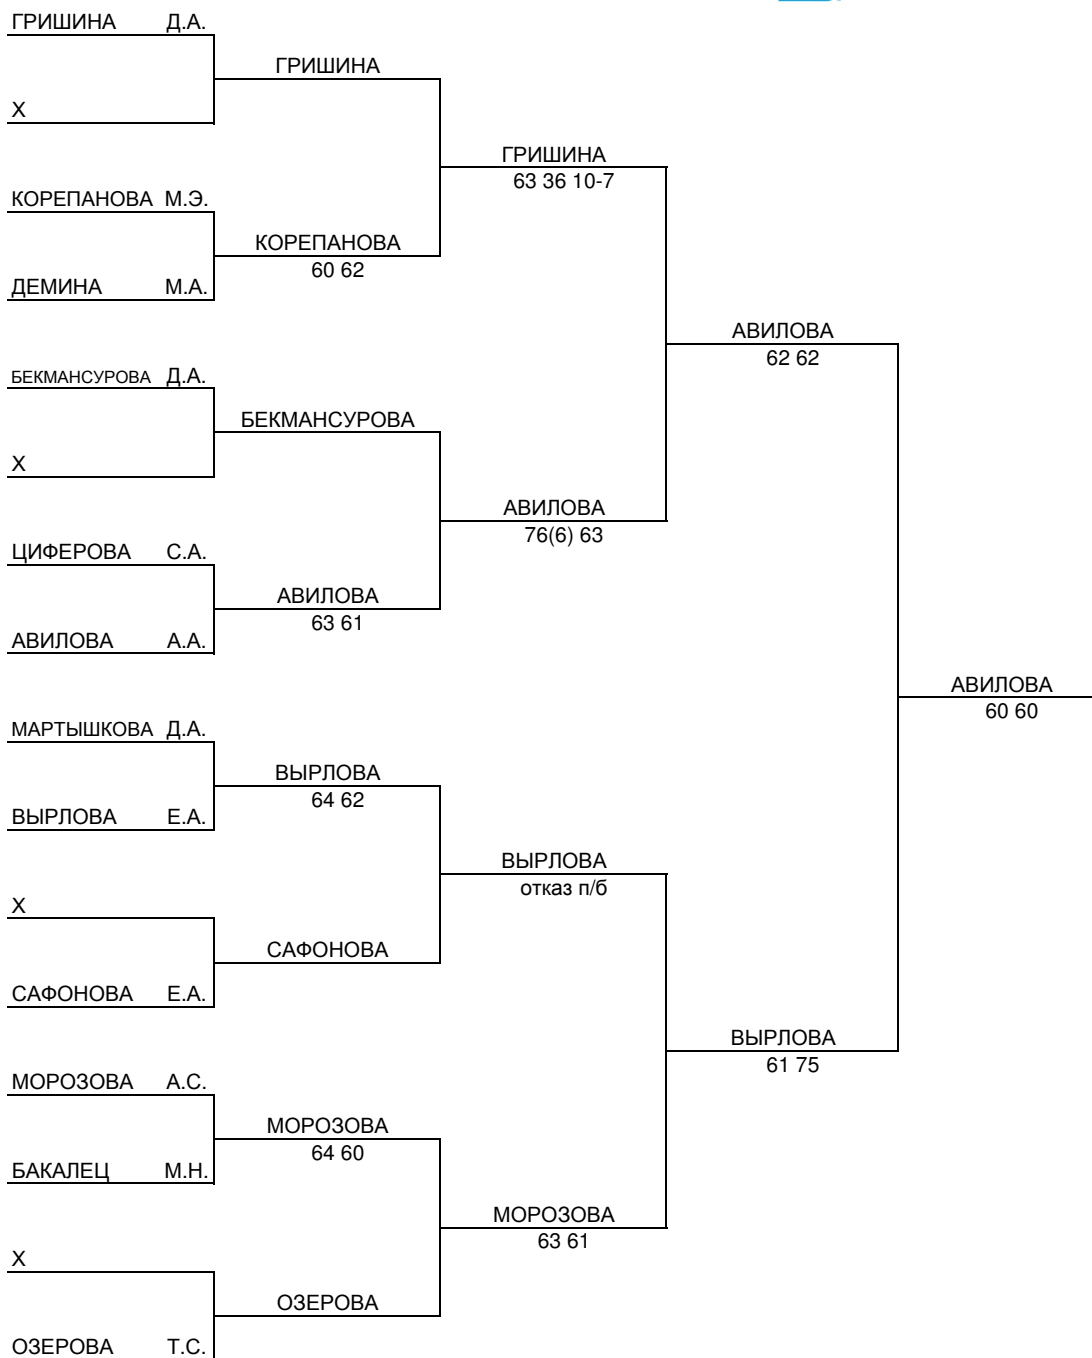 ГРИШИНА Д.А.
ГРИШИНА
Х
ГРИШИНА
63 36 10-7
КОРЕПАНОВА М.Э.
КОРЕПАНОВА
60 62
ДЕМИНА М.А.
АВИЛОВА
62 62
БЕКМАНСУРОВА Д.А.
БЕКМАНСУРОВА
Х
АВИЛОВА
76(6) 63
ЦИФЕРОВА С.А.
АВИЛОВА
63 61
АВИЛОВА А.А.
АВИЛОВА
60 60
МАРТЫШКОВА Д.А.
ВЫРЛОВА
64 62
ВЫРЛОВА Е.А.
ВЫРЛОВА
отказ п/б
Х
САФОНОВА
САФОНОВА Е.А.
ВЫРЛОВА
61 75
МОРОЗОВА А.С.
МОРОЗОВА
64 60
БАКАЛЕЦ М.Н.
МОРОЗОВА
63 61
Х
ОЗЕРОВА
ОЗЕРОВА Т.С.